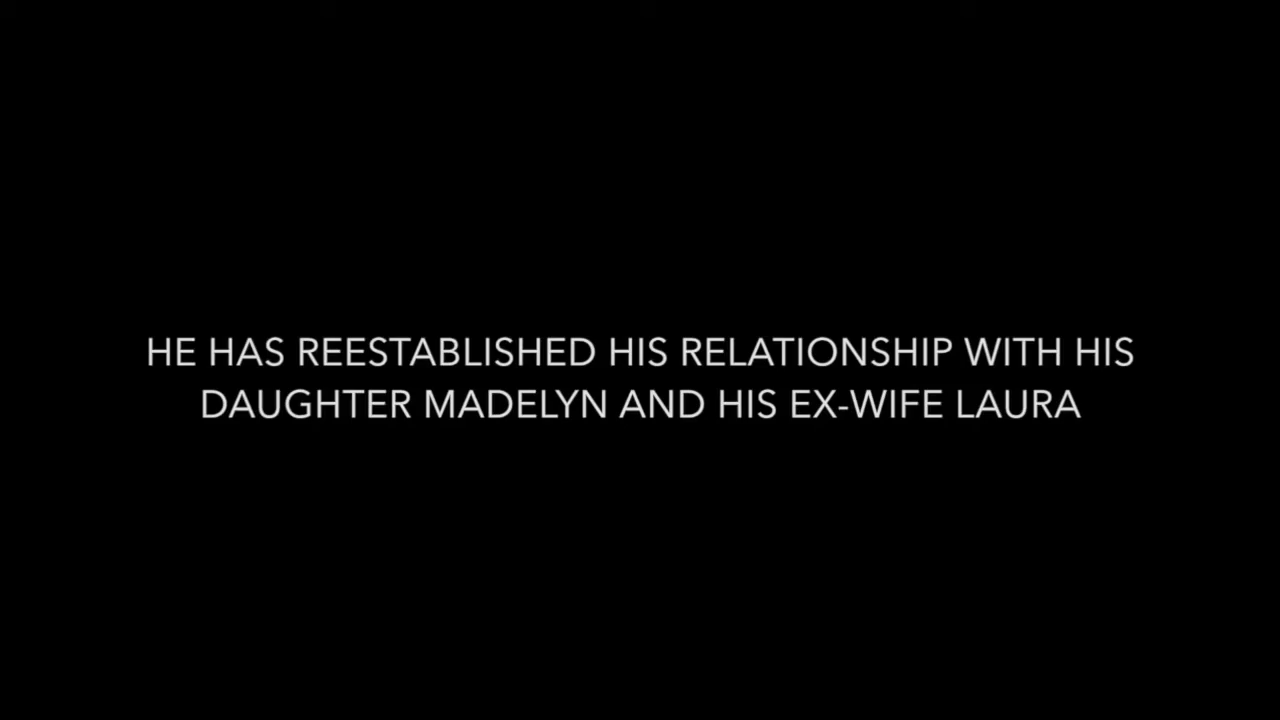 HE HAS REESTABLISHED HIS RELATIONSHIP WITH HIS
DAUGHTER MADELYN AND HIS EX-WIFE LAURA